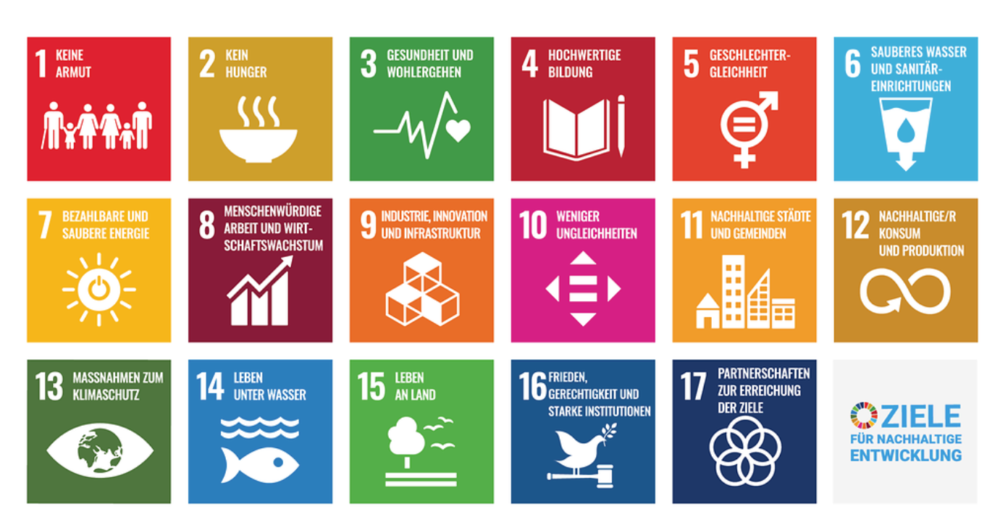 1 KEINE
ARMUT
2 KEIN
HUNGER
3 GESUNDHEIT UND
WOHLERGEHEN
4 HOCHWERTIGE
BILDUNG
5 GESCHLECHTER-
GLEICHHEIT
6 SAUBERES WASSER
UND SANITÄR-
EINRICHTUNGEN
7 BEZAHLBARE UND
SAUBERE ENERGIE
8 MENSCHENWÜRDIGE
ARBEIT UND WIRT-
SCHAFTSWACHSTUM
9 INDUSTRIE, INNOVATION
UND INFRASTRUKTUR
10 WENIGER
UNGLEICHHEITEN
11 NACHHALTIGE STÄDTE
UND GEMEINDEN
12 NACHHALTIGE/R
KONSUM
UND PRODUKTION
13 MASSNAHMEN ZUM
KLIMASCHUTZ
14 LEBEN
UNTER WASSER
15 LEBEN
AN LAND
16 FRIEDEN,
GERECHTIGKEIT UND
STARKE INSTITUTIONEN
17 PARTNERSCHAFTEN
ZUR ERREICHUNG
DER ZIELE
ZIELE
FÜR NACHHALTIGE
ENTWICKLUNG